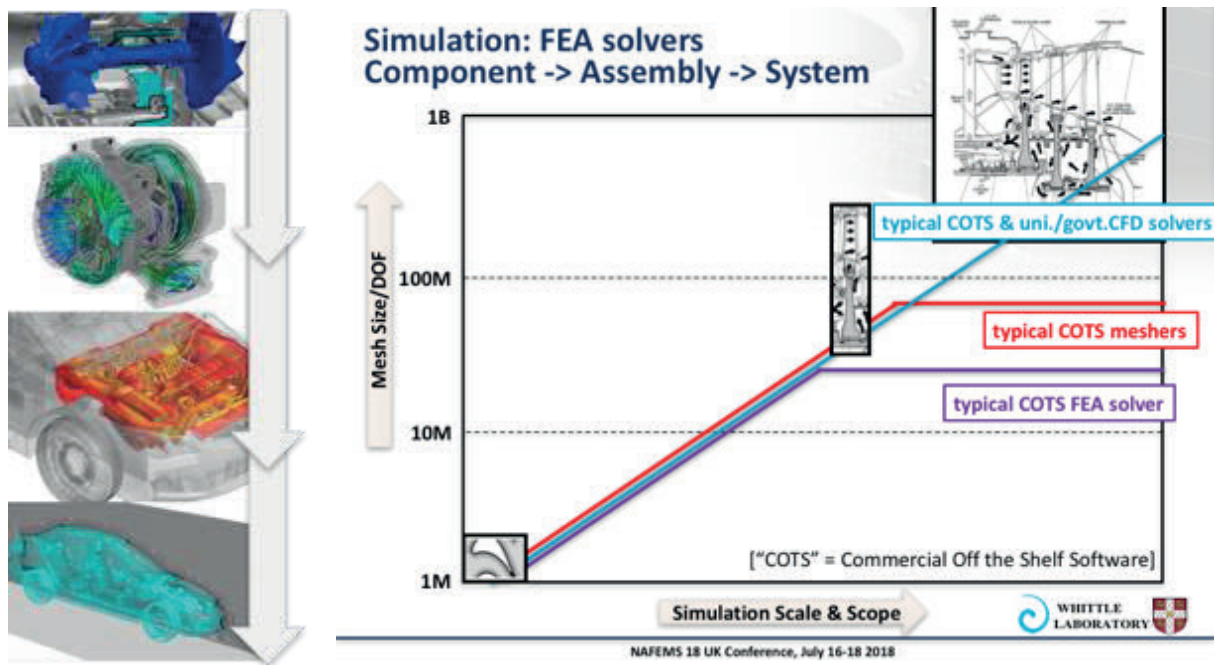 Simulation: FEA solvers
Component -> Assembly -> System
1B
typical COTS & uni./govt.CFD solvers
100M
Mesh Size/DOF
typical COTS meshers
typical COTS FEA solver
10M
["COTS" = Commercial Off the Shelf Software]
1M
Simulation Scale & Scope
WHITTLE
LABORATORY
NAFEMS 18 UK Conference, July 16-18 2018